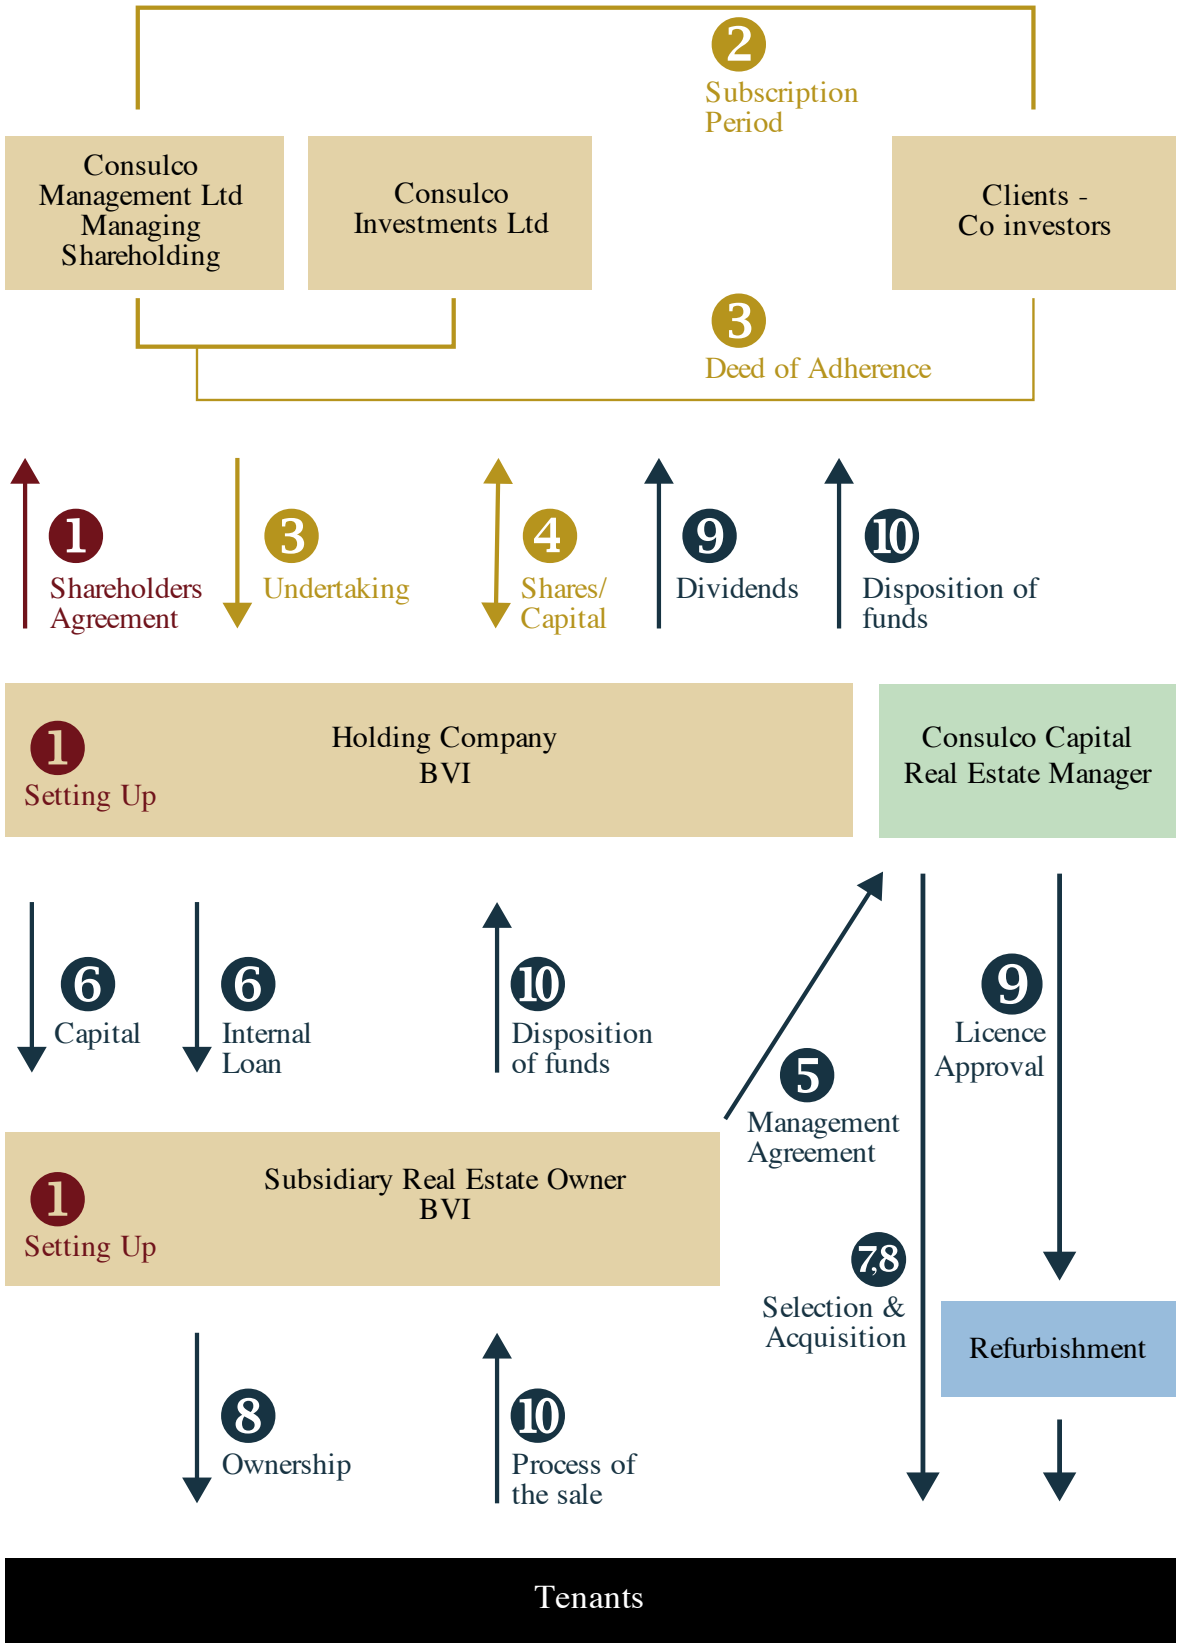 2
Subscription
Period
Consulco
Management Ltd
Managing
Shareholding
Consulco
Investments Ltd
Clients -
Co investors
3
Deed of Adherence
1
Shareholders
Agreement
3
Undertaking
4
Shares/
Capital
9
Dividends
10
Disposition of
funds
1
Setting Up
Holding Company
BVI
Consulco Capital
Real Estate Manager
6
Capital
6
Internal
Loan
10
Disposition
of funds
5
Management
Agreement
9
Licence
Approval
1
Setting Up
Subsidiary Real Estate Owner
BVI
7,8
Selection &
Acquisition
Refurbishment
8
Ownership
10
Process of
the sale
Tenants